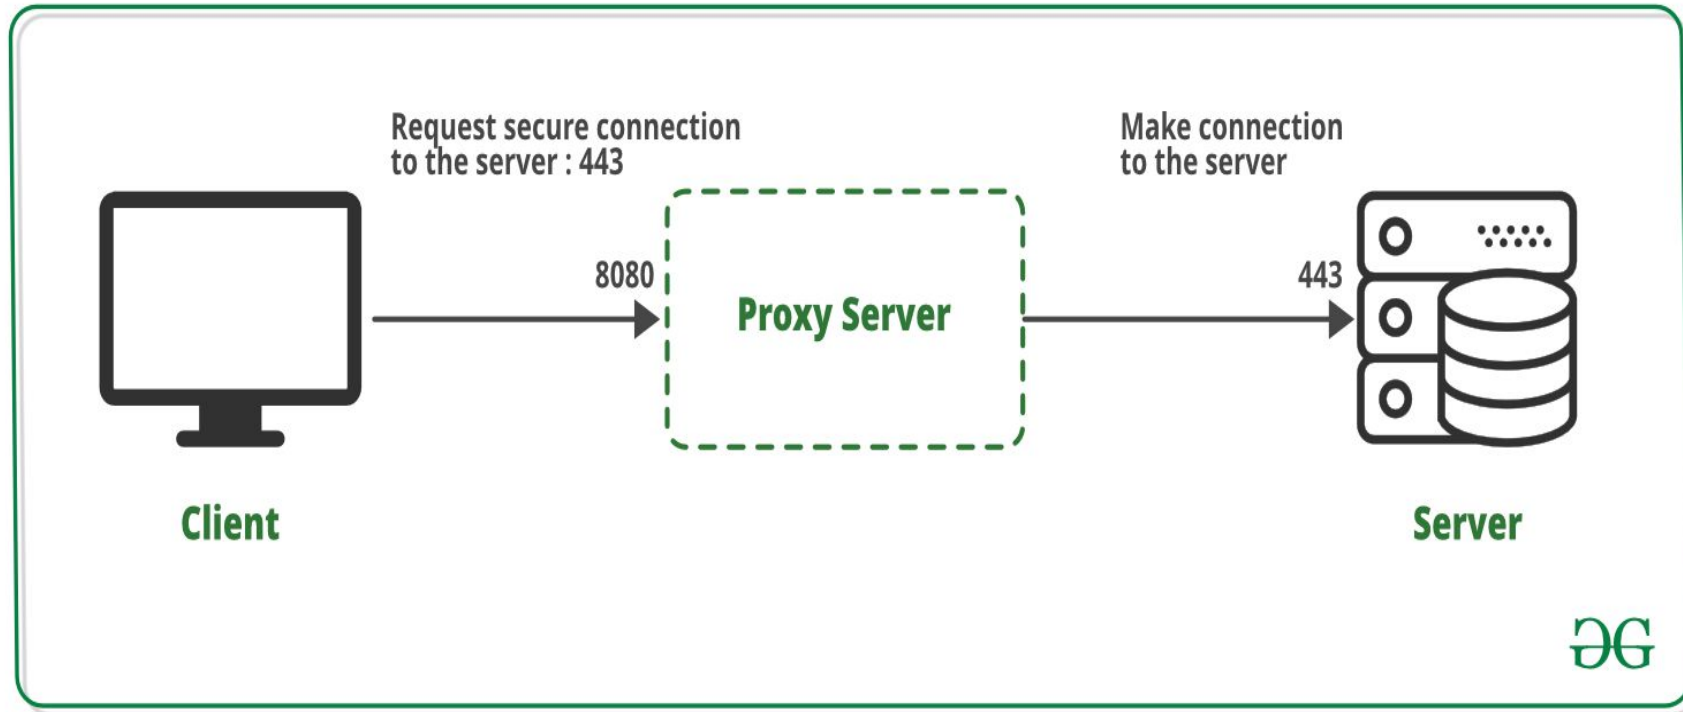 Request secure connection
to the server : 443
Make connection
to the server
8080
443
Proxy Server
Client
Server